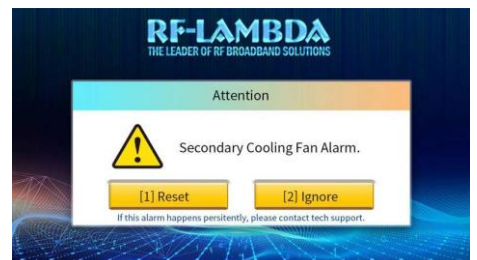 RF-LAMBDA
THE LEADER OF RF BROADBAND SOLUTIONS
Attention
Secondary Cooling Fan Alarm.
[1] Reset
[2] Ignore
If this alarm happens persitently, please contact tech support.